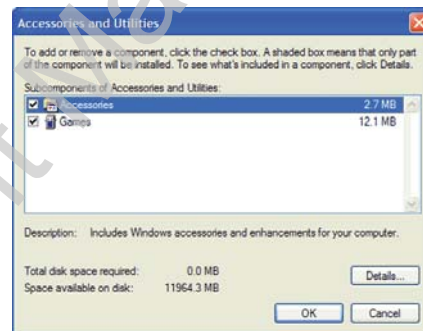 Accessories and Utilities
To add or remove a component, click the check box. A shaded box means that only part
of the component will be installed. To see what's included in a component, click Details.
Subcomponents of Accessories and Utilities:
Accessories 2.7 MB
Games 12.1 MB
Description: Includes Windows accessories and enhancements for your computer.
Total disk space required: 0.0 MB
Details...
Space available on disk: 11964.3 MB
OK Cancel